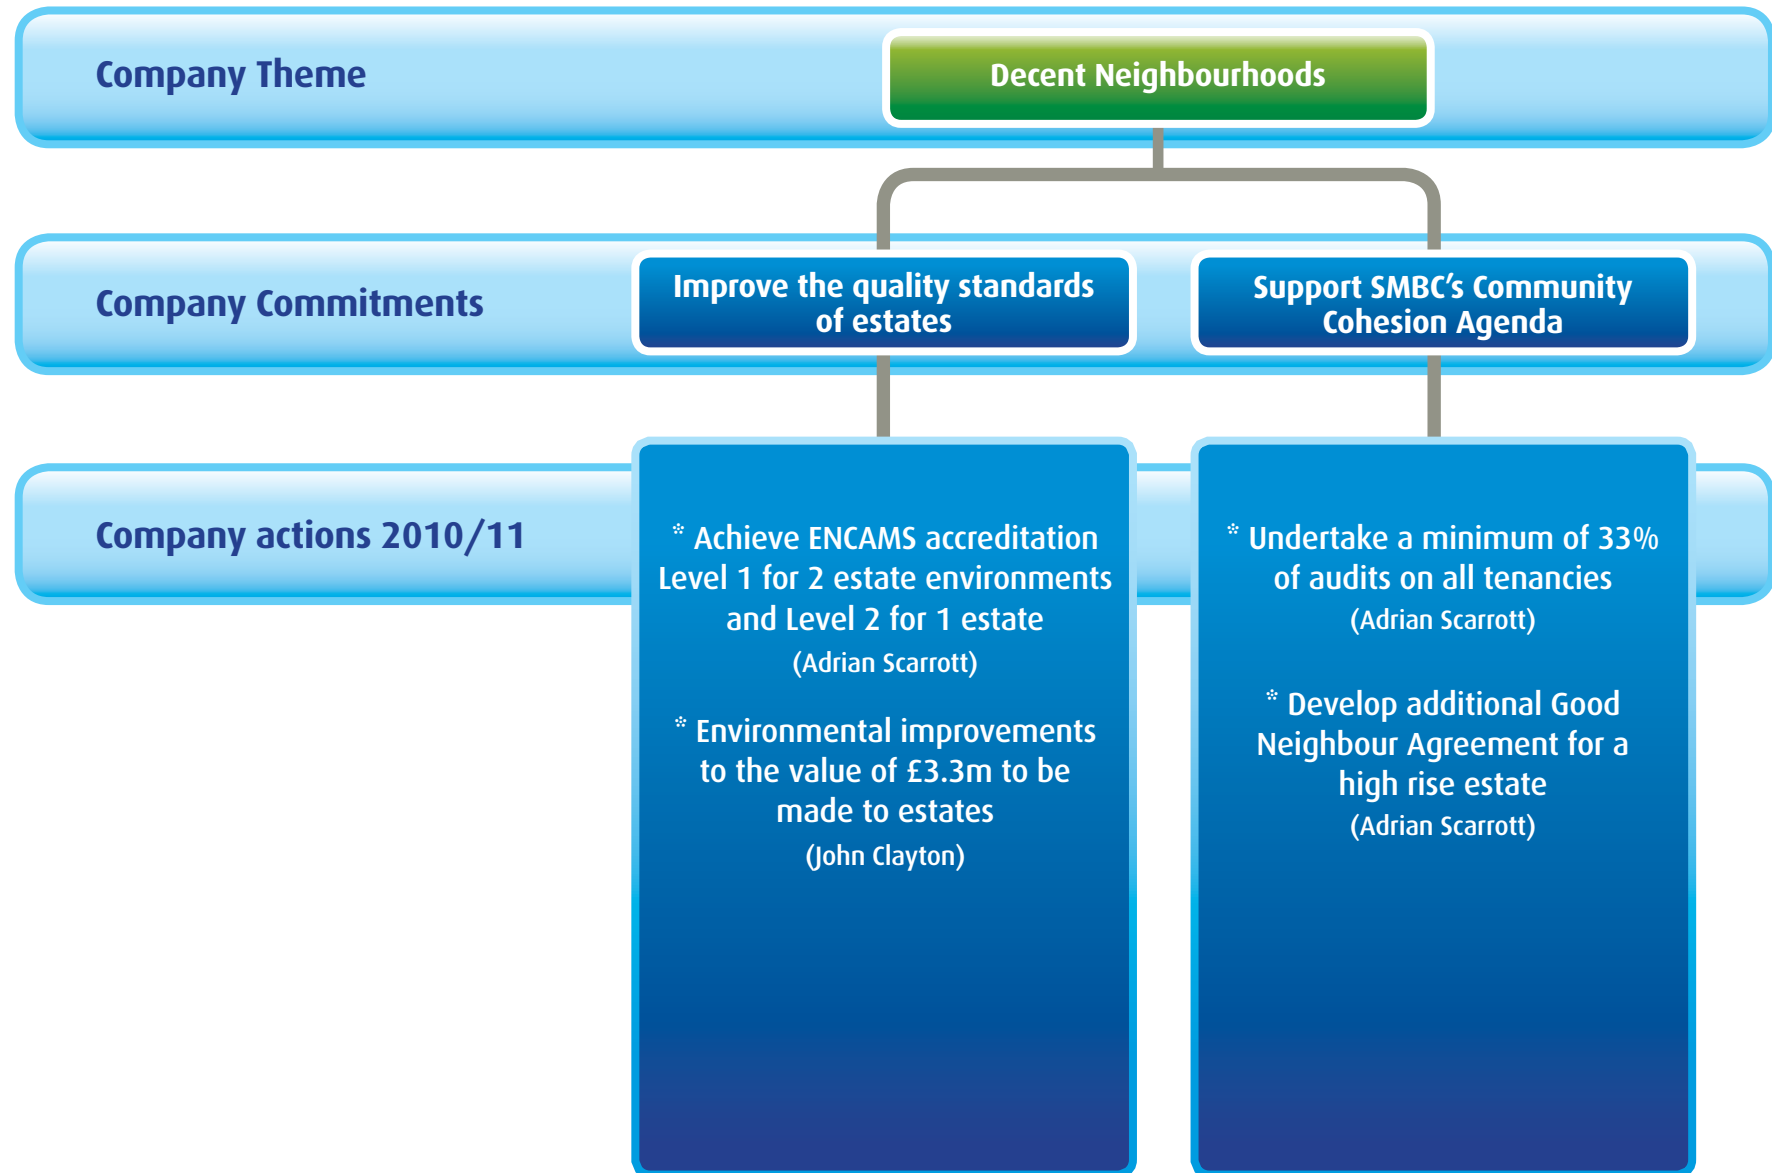 Company Theme
Decent Neighbourhoods
Company Commitments
Improve the quality standards
of estates
Support SMBC’s Community
Cohesion Agenda
Company actions 2010/11
* Achieve ENCAMS accreditation
Level 1 for 2 estate environments
and Level 2 for 1 estate
(Adrian Scarrott)
* Environmental improvements
to the value of £3.3m to be
made to estates
(John Clayton)
* Undertake a minimum of 33%
of audits on all tenancies
(Adrian Scarrott)
* Develop additional Good
Neighbour Agreement for a
high rise estate
(Adrian Scarrott)